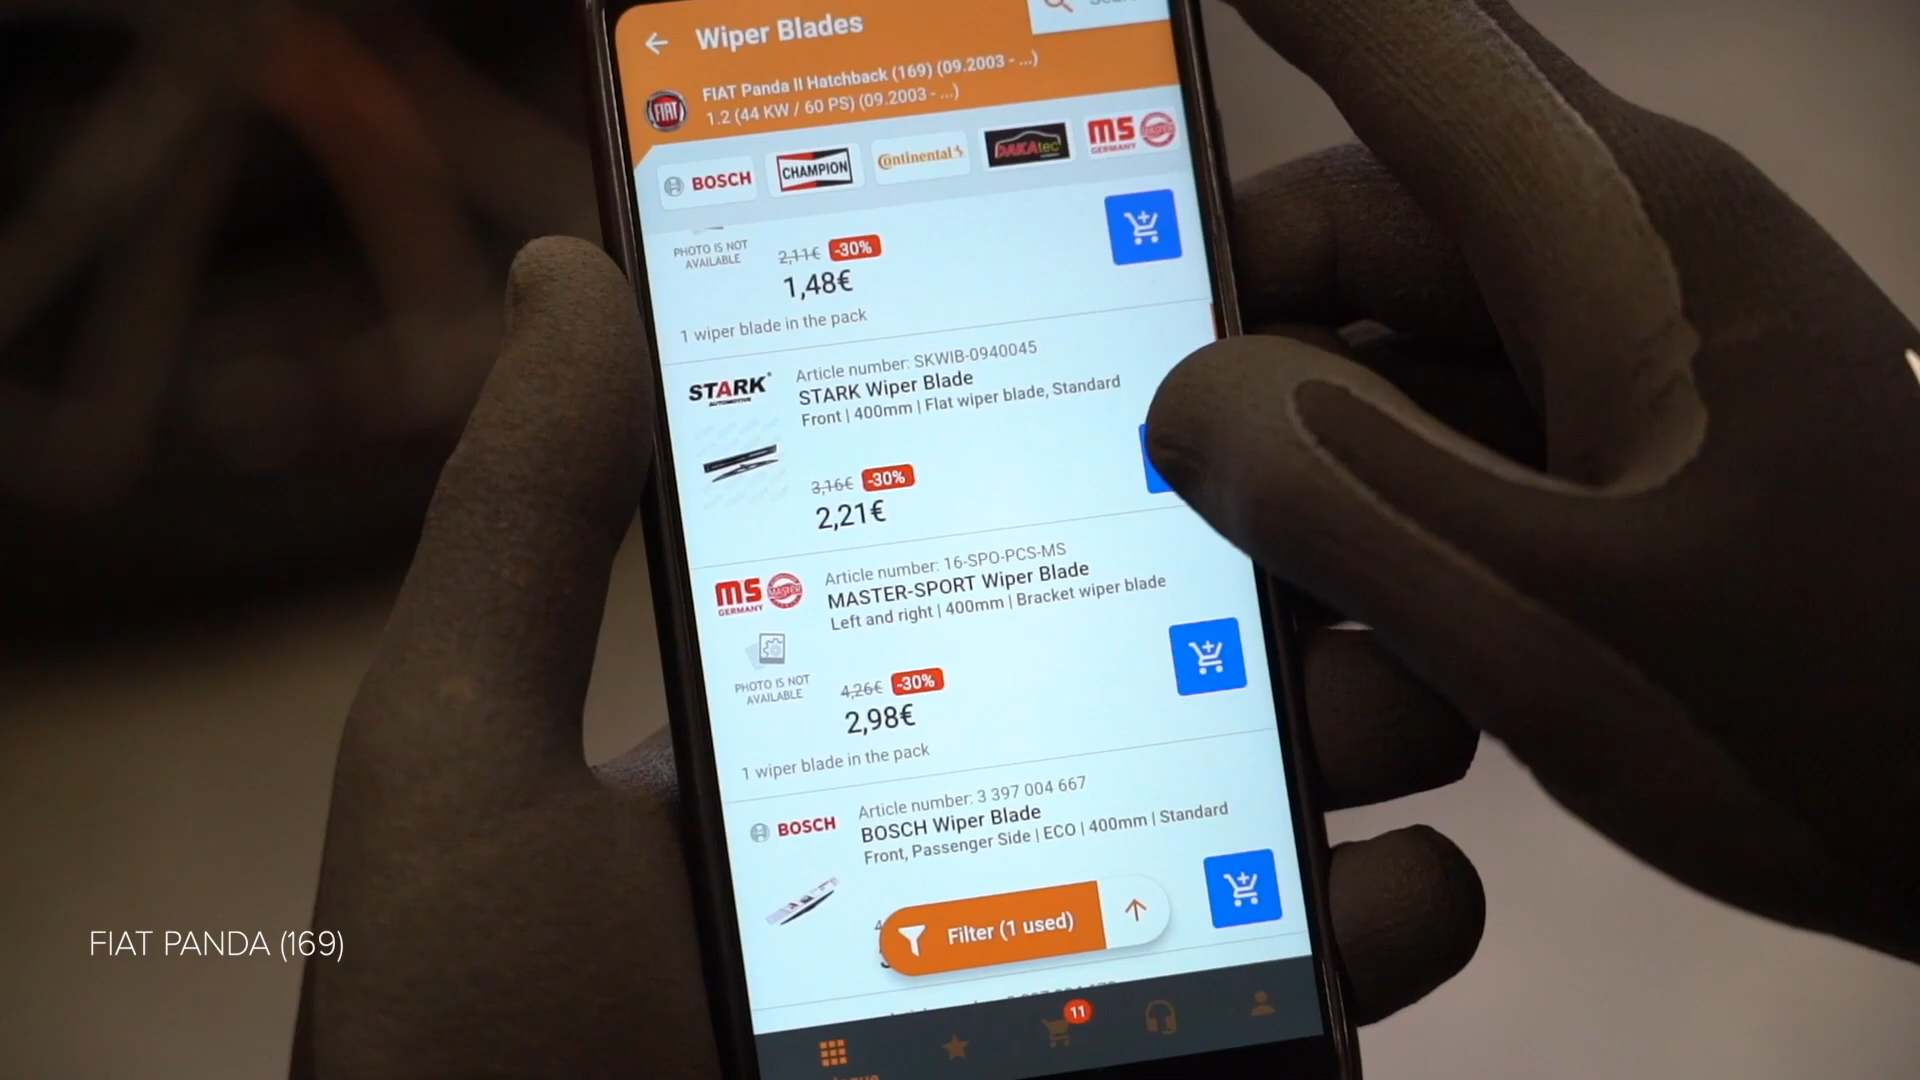 Wiper Blades
FIAT Panda II Hatchback (169) (09.2003 - ...)
1.2 (44 KW / 60 PS) (09.2003 - ...)
FIAT
BOSCH
CHAMPION
Continental
DAKAtec
MS
GERMANY
MASTER
PHOTO IS NOT
AVAILABLE
2,11€ -30%
1,48€
1 wiper blade in the pack
STARK
AUTOMOTIVE
Article number: SKWIB-0940045
STARK Wiper Blade
Front | 400mm | Flat wiper blade, Standard
3,16€ -30%
2,21€
MS
GERMANY
MASTER
Article number: 16-SPO-PCS-MS
MASTER-SPORT Wiper Blade
Left and right | 400mm | Bracket wiper blade
PHOTO IS NOT
AVAILABLE
4,26€ -30%
2,98€
1 wiper blade in the pack
BOSCH
Article number: 3 397 004 667
BOSCH Wiper Blade
Front, Passenger Side | ECO | 400mm | Standard
Filter (1 used)
11
FIAT PANDA (169)